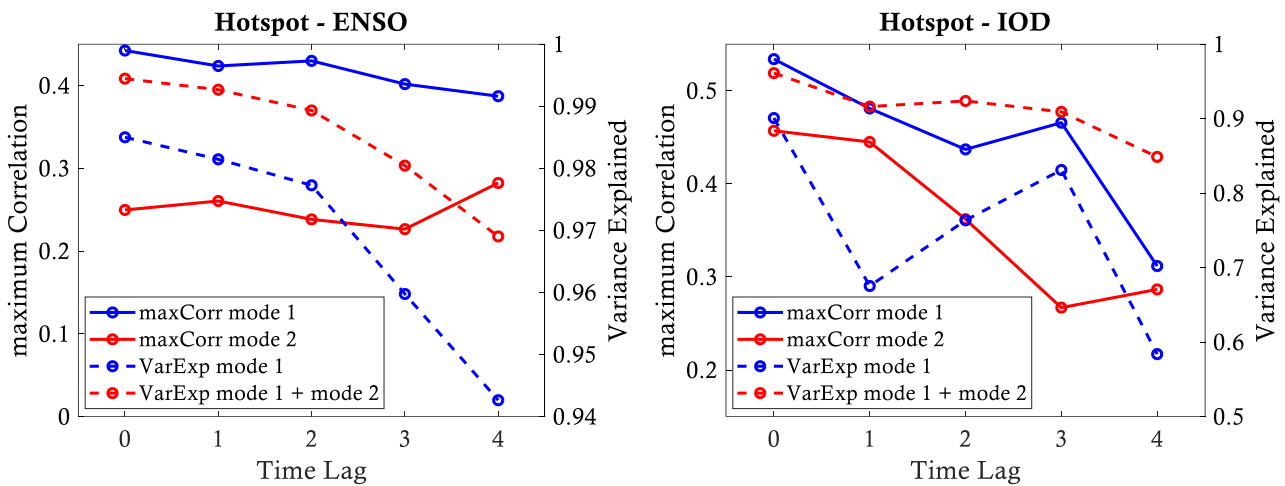 Hotspot - ENSO
maximum Correlation
0.4
0.3
0.2
0.1
0
1
0.99
0.98
0.97
0.96
0.95
0.94
Variance Explained
maxCorr mode 1
maxCorr mode 2
VarExp mode 1
VarExp mode 1 + mode 2
0 1 2 3 4
Time Lag
Hotspot - IOD
maximum Correlation
0.5
0.4
0.3
0.2
1
0.9
0.8
0.7
0.6
0.5
Variance Explained
maxCorr mode 1
maxCorr mode 2
VarExp mode 1
VarExp mode 1 + mode 2
0 1 2 3 4
Time Lag